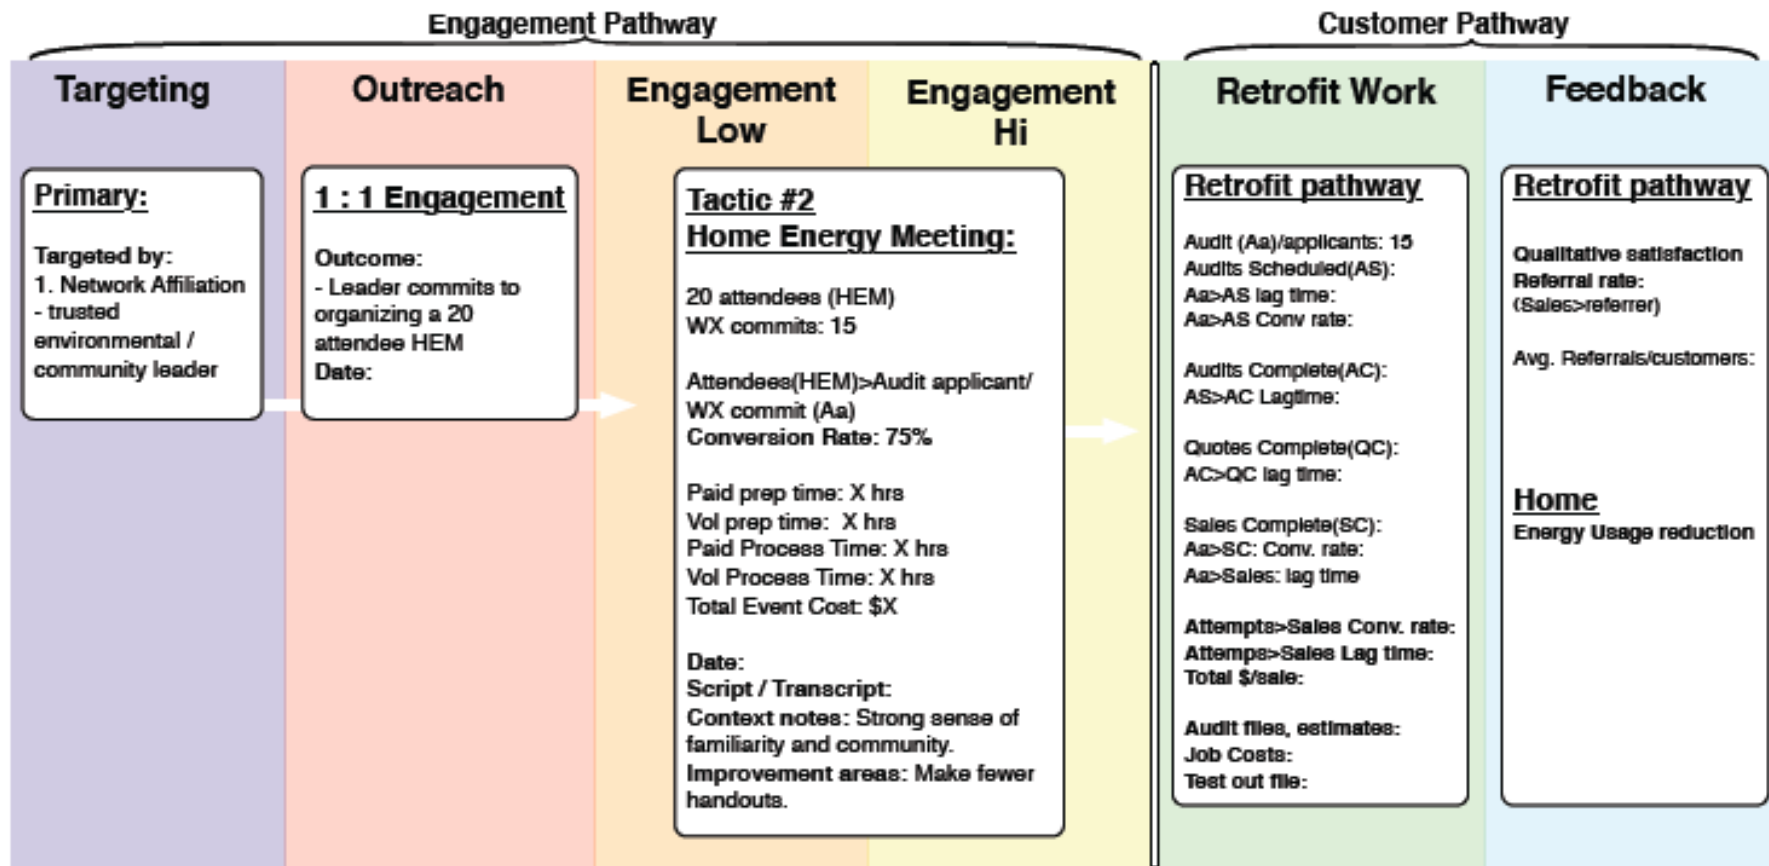 Engagement Pathway
Customer Pathway
Targeting
Outreach
Engagement
Low
Engagement
Hi
Retrofit Work
Feedback
Primary:
Targeted by:
1. Network Affiliation
- trusted
environmental /
community leader
1 : 1 Engagement
Outcome:
- Leader commits to
organizing a 20
attendee HEM
Date:
Tactic #2
Home Energy Meeting:
20 attendees (HEM)
WX commits: 15
Attendees(HEM)>Audit applicant/
WX commit (Aa)
Conversion Rate: 75%
Paid prep time: X hrs
Vol prep time:  X hrs
Paid Process Time: X hrs
Vol Process Time: X hrs
Total Event Cost: $X
Date:
Script / Transcript:
Context notes: Strong sense of
familiarity and community.
Improvement areas: Make fewer
handouts.
Retrofit pathway
Audit (Aa)/applicants: 15
Audits Scheduled(AS):
Aa>AS lag time:
Aa>AS Conv rate:
Audits Complete(AC):
AS>AC Lagtime:
Quotes Complete(QC):
AC>QC lag time:
Sales Complete(SC):
Aa>SC: Conv. rate:
Aa>Sales: lag time
Attempts>Sales Conv. rate:
Attemps>Sales Lag time:
Total $/sale:
Audit files, estimates:
Job Costs:
Test out file:
Retrofit pathway
Qualitative satisfaction
Referral rate:
(Sales>referrer)
Avg. Referrals/customers:
Home
Energy Usage reduction